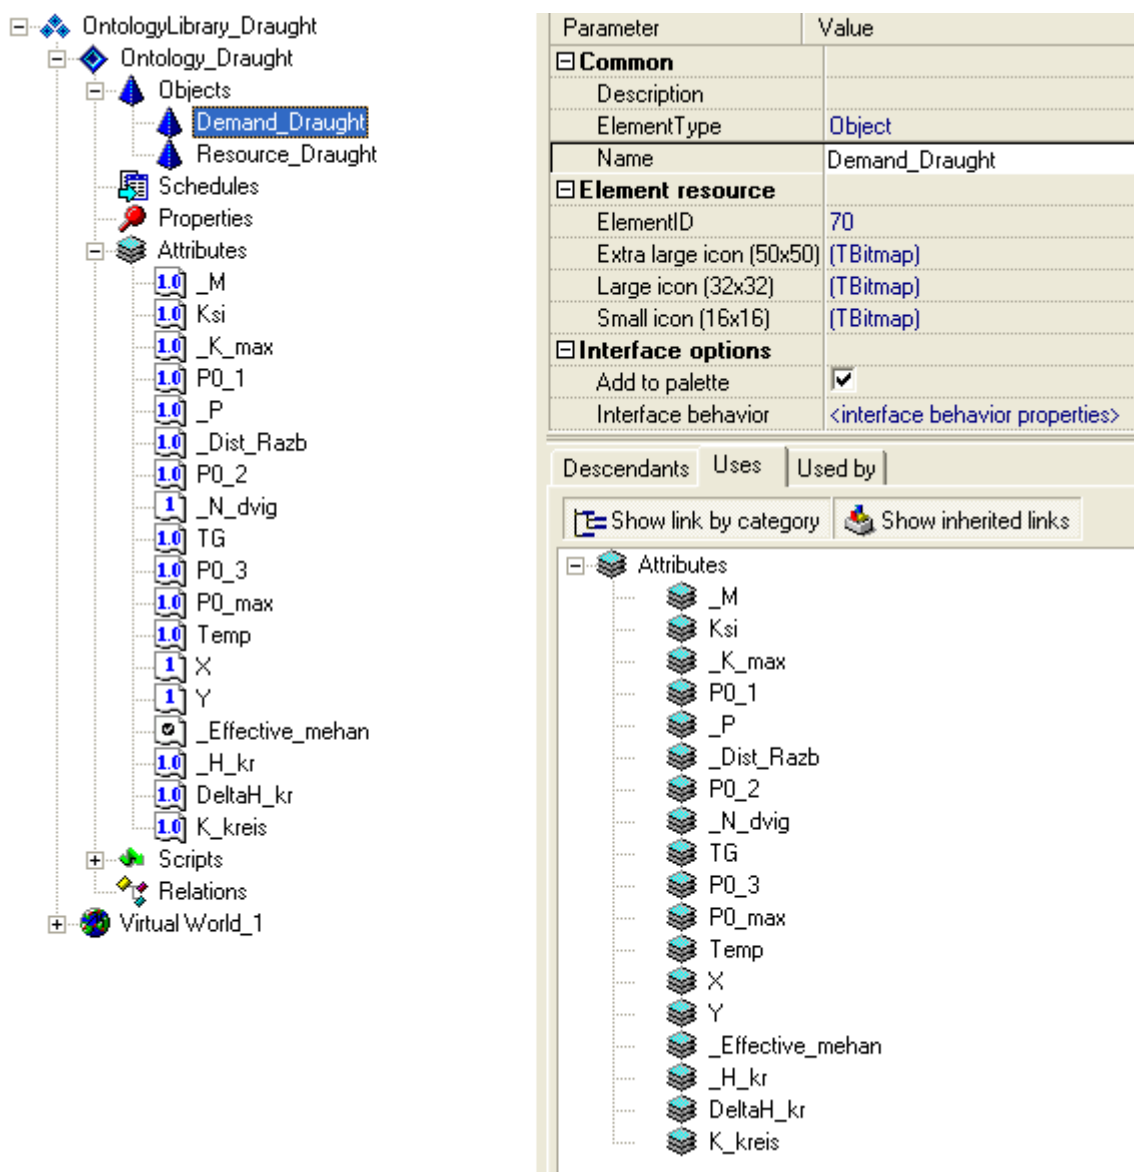 OntologyLibrary_Draught
Ontology_Draught
Objects
Demand_Draught
Resource_Draught
Schedules
Properties
Attributes
1.0 _M
1.0 Ksi
1.0 _K_max
1.0 P0_1
1.0 _P
1.0 _Dist_Razb
1.0 P0_2
1 _N_dvig
1.0 TG
1.0 P0_3
1.0 P0_max
1.0 Temp
1 X
1 Y
_Effective_mehan
1.0 _H_kr
1.0 DeltaH_kr
1.0 K_kreis
Scripts
Relations
Virtual World_1
Parameter Value
Common
Description
ElementType Object
Name Demand_Draught
Element resource
ElementID 70
Extra large icon (50x50) (TBitmap)
Large icon (32x32) (TBitmap)
Small icon (16x16) (TBitmap)
Interface options
Add to palette
Interface behavior <interface behavior properties>
Descendants Uses Used by
Show link by category Show inherited links
Attributes
_M
Ksi
_K_max
P0_1
_P
_Dist_Razb
P0_2
_N_dvig
TG
P0_3
P0_max
Temp
X
Y
_Effective_mehan
_H_kr
DeltaH_kr
K_kreis